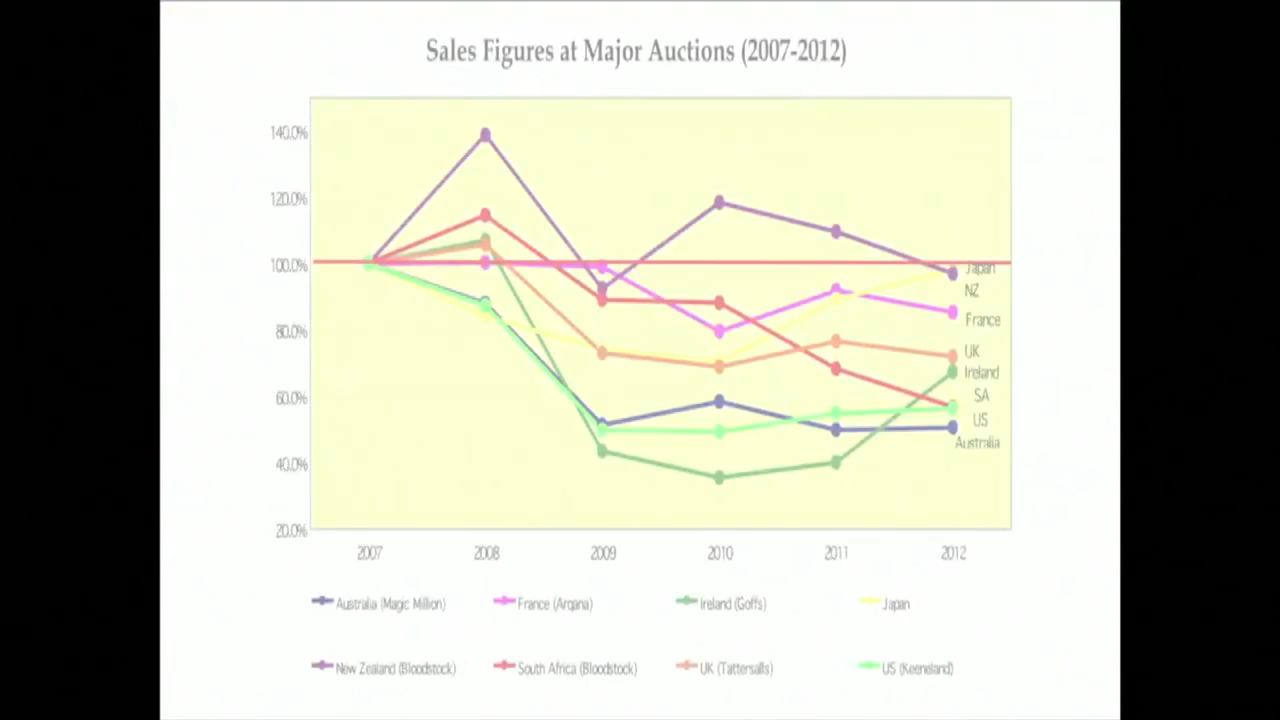 Sales Figures at Major Auctions (2007-2012)
140.0%
120.0%
100.0%
80.0%
60.0%
40.0%
20.0%
Japan
NZ
France
UK
Ireland
SA
US
Australia
2007 2008 2009 2010 2011 2012
Australia (Magic Million) France (Arqana) Ireland (Goffs) Japan
New Zealand (Bloodstock) South Africa (Bloodstock) UK (Tattersalls) US (Keeneland)